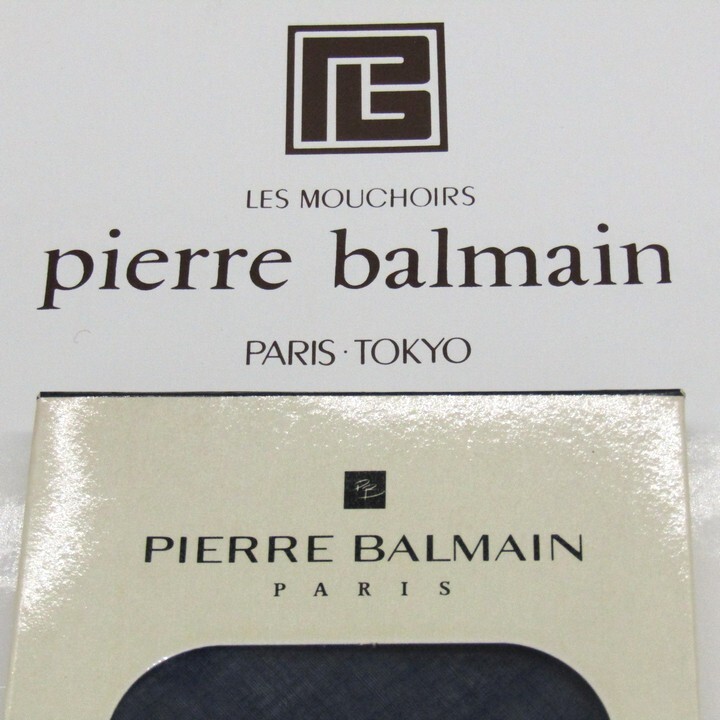 LES MOUCHOIRS
pierre balmain
PARIS · TOKYO
PIERRE BALMAIN
PARIS